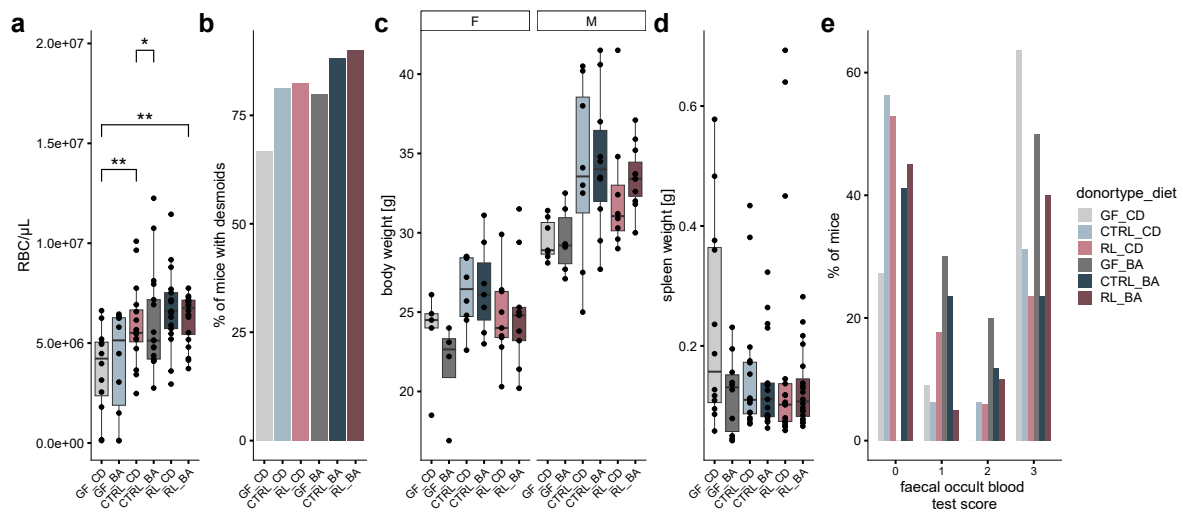 a
RBC/µL
2.0e+07
1.5e+07
1.0e+07
5.0e+06
0.0e+00
*
**
**
GF_CD
GF_BA
CTRL_CD
CTRL_BA
RL_CD
RL_BA
b
% of mice with desmoids
75
50
25
0
GF_CD
CTRL_CD
RL_CD
GF_BA
CTRL_BA
RL_BA
c
F
M
body weight [g]
40
35
30
25
20
GF_CD
GF_BA
CTRL_CD
CTRL_BA
RL_CD
RL_BA
GF_CD
GF_BA
CTRL_CD
CTRL_BA
RL_CD
RL_BA
d
spleen weight [g]
0.6
0.4
0.2
GF_CD
GF_BA
CTRL_CD
CTRL_BA
RL_CD
RL_BA
e
% of mice
60
40
20
0
0
1
2
3
faecal occult blood
test score
donortype_diet
GF_CD
CTRL_CD
RL_CD
GF_BA
CTRL_BA
RL_BA